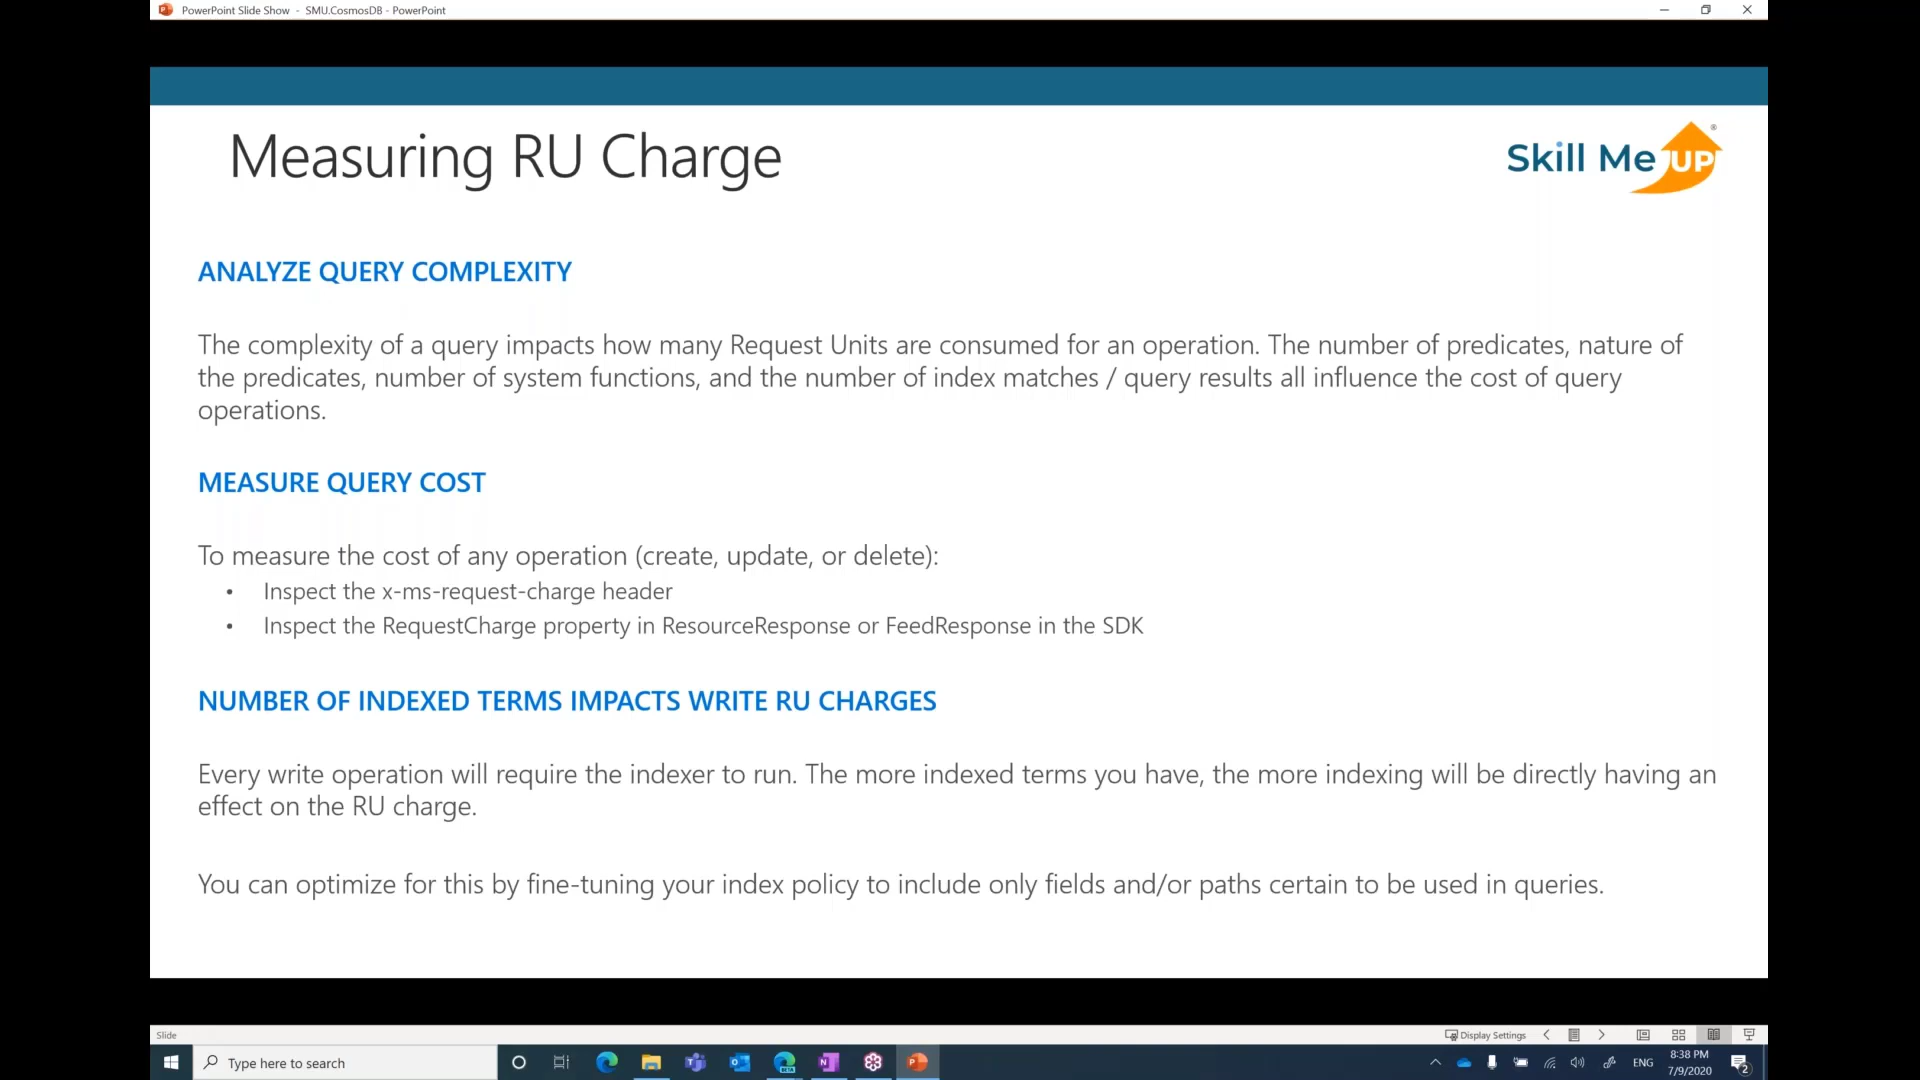 PowerPoint Slide Show - SMU.CosmosDB - PowerPoint
Measuring RU Charge
Skill Me UP®
ANALYZE QUERY COMPLEXITY
The complexity of a query impacts how many Request Units are consumed for an operation. The number of predicates, nature of
the predicates, number of system functions, and the number of index matches / query results all influence the cost of query
operations.
MEASURE QUERY COST
To measure the cost of any operation (create, update, or delete):
• Inspect the x-ms-request-charge header
• Inspect the RequestCharge property in ResourceResponse or FeedResponse in the SDK
NUMBER OF INDEXED TERMS IMPACTS WRITE RU CHARGES
Every write operation will require the indexer to run. The more indexed terms you have, the more indexing will be directly having an
effect on the RU charge.
You can optimize for this by fine-tuning your index policy to include only fields and/or paths certain to be used in queries.
Slide
Display Settings
Type here to search
BETA
ENG
8:38 PM
7/9/2020
2